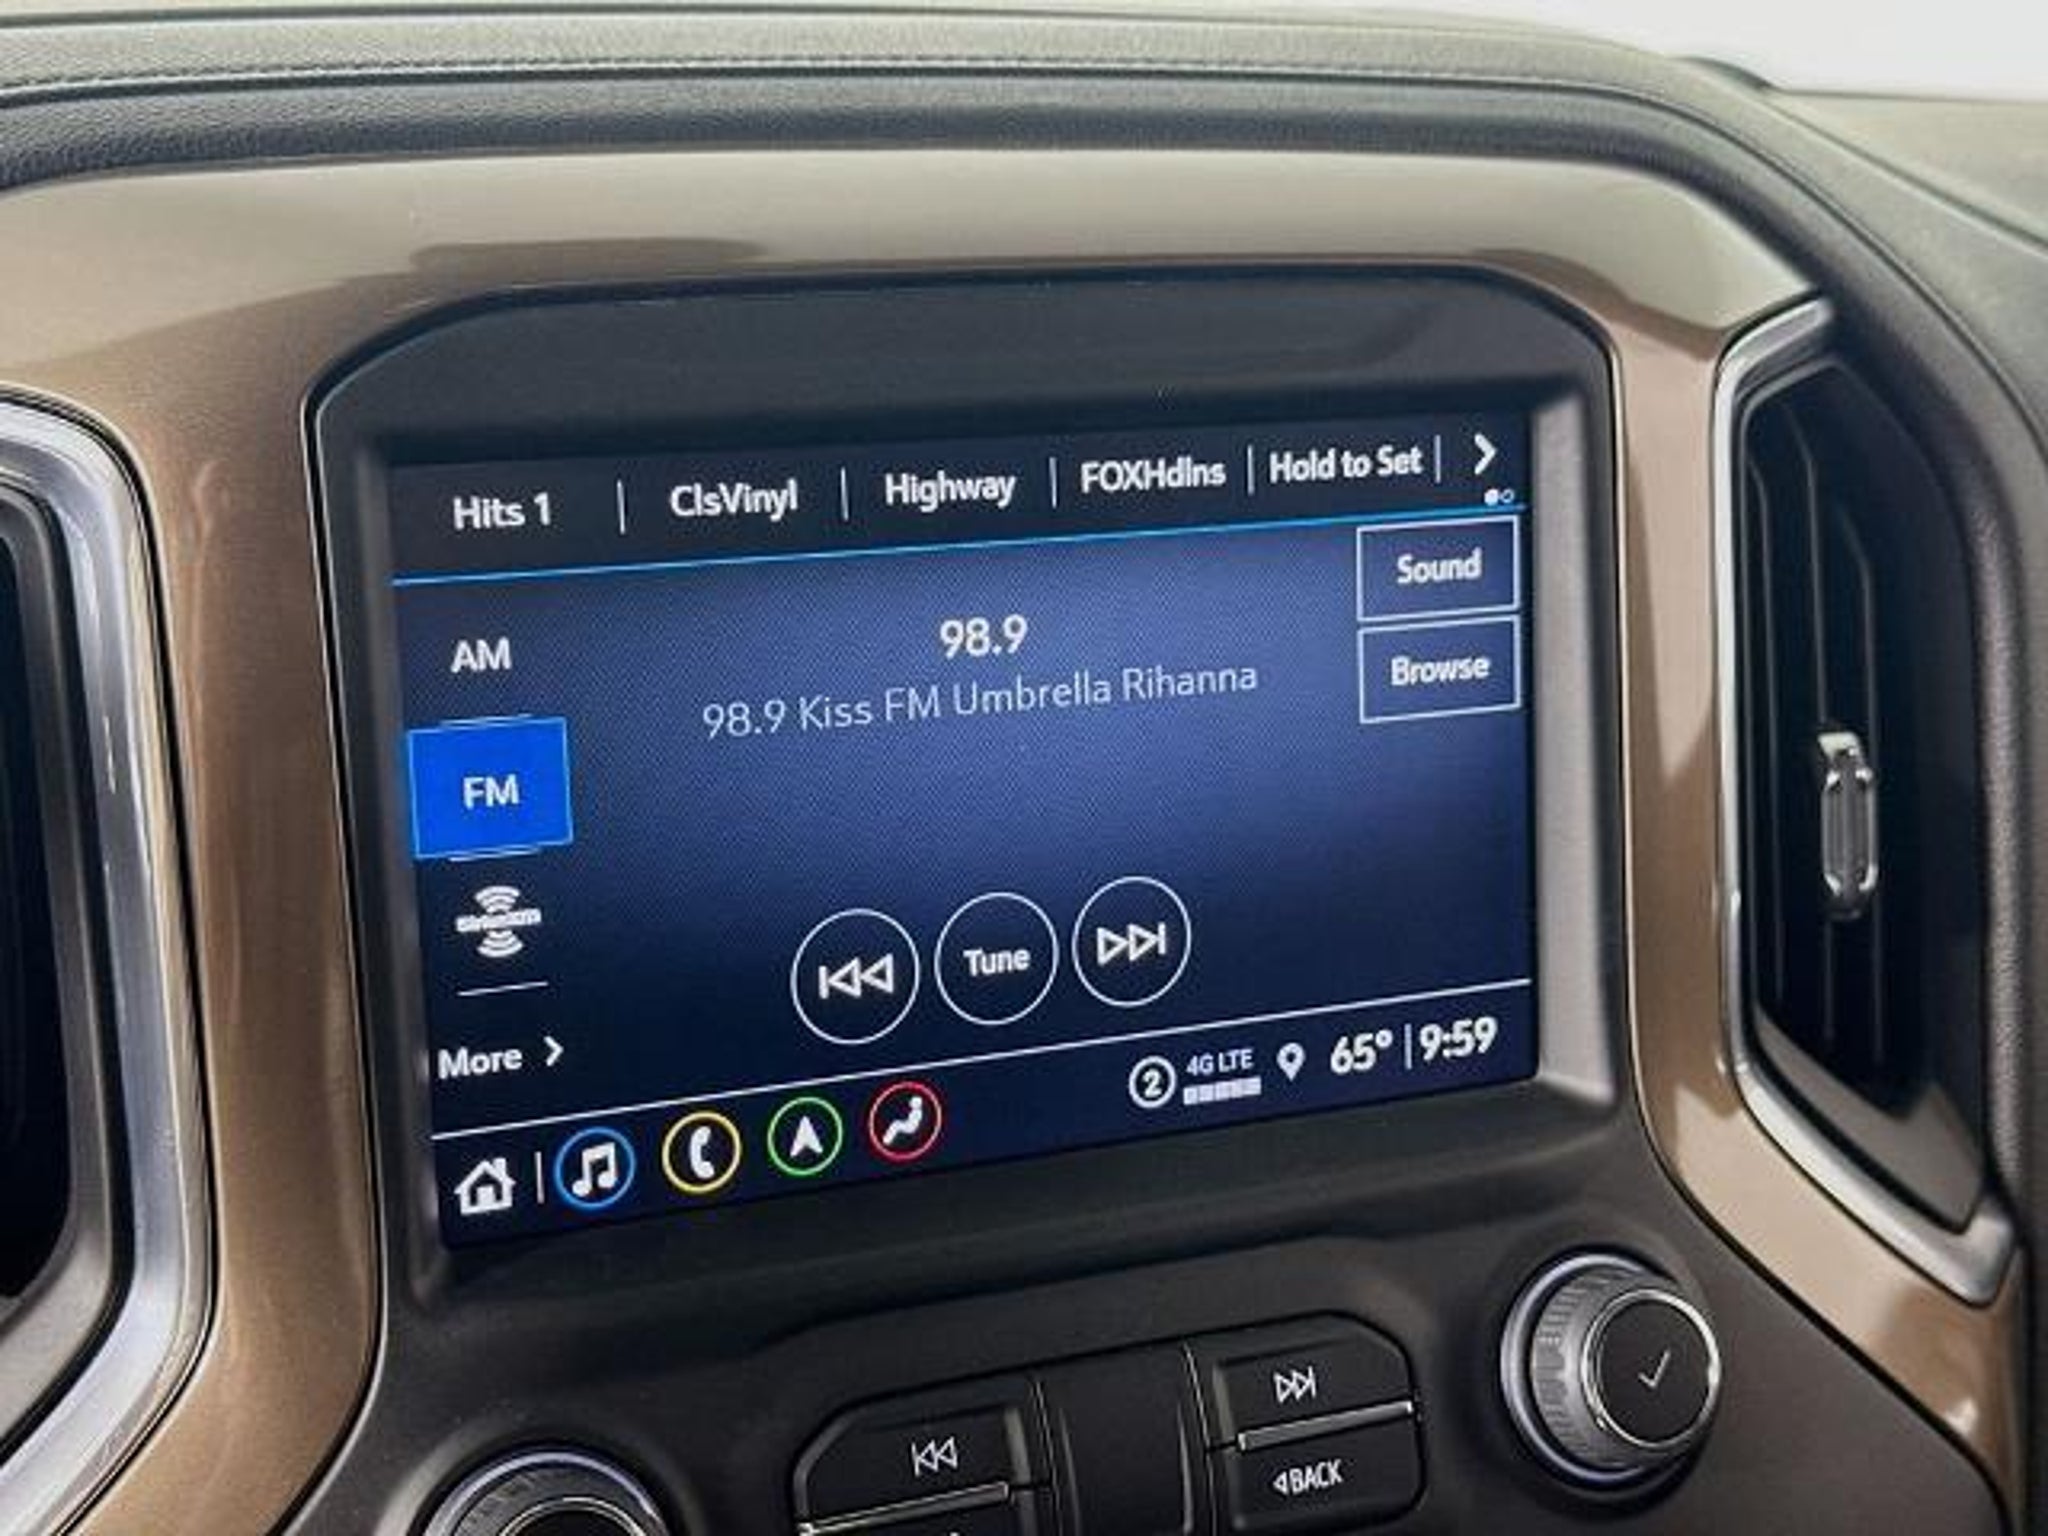 Hits 1 | ClsVinyl | Highway | FOXHdlns | Hold to Set |
Sound
98.9
AM
Browse
98.9 Kiss FM Umbrella Rihanna
FM
Tune
More
2 4G LTE 65° | 9:59
BACK